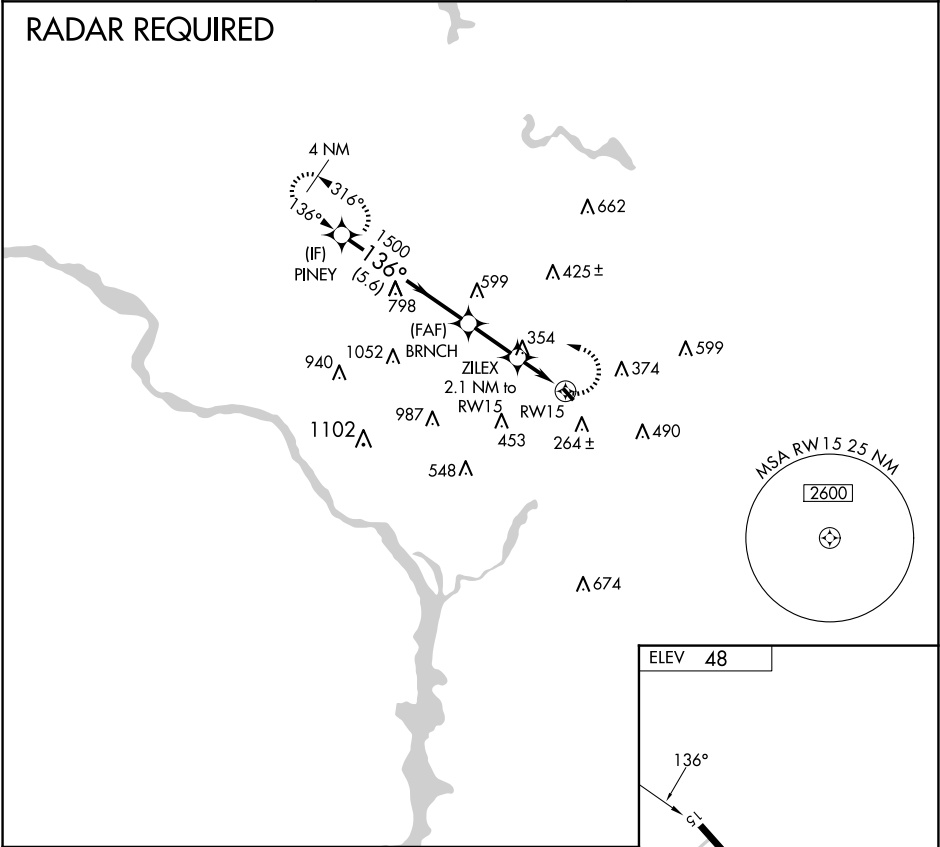 RADAR REQUIRED
4 NM
316°
136°
(IF)
PINEY
1500
136°
(5.6)
662
425 ±
599
798
(FAF)
BRNCH
354
1052
940
ZILEX
2.1 NM to
RW15
RW15
374
599
987
453
264 ±
490
1102
548
MSA RW15 25 NM
2600
674
ELEV 48
136°
15